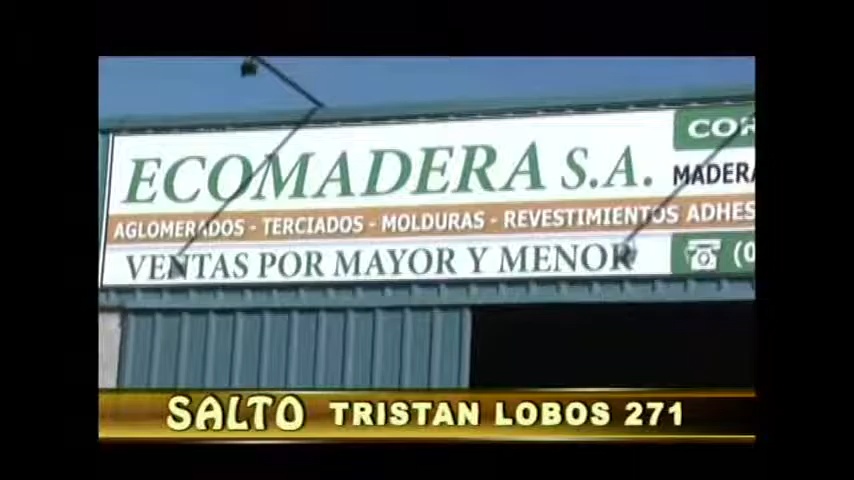 ECOMADERA S.A.
AGLOMERADOS - TERCIADOS - MOLDURAS - REVESTIMIENTOS ADHES
VENTAS POR MAYOR Y MENOR
COR
MADERA
(0
SALTO TRISTAN LOBOS 271